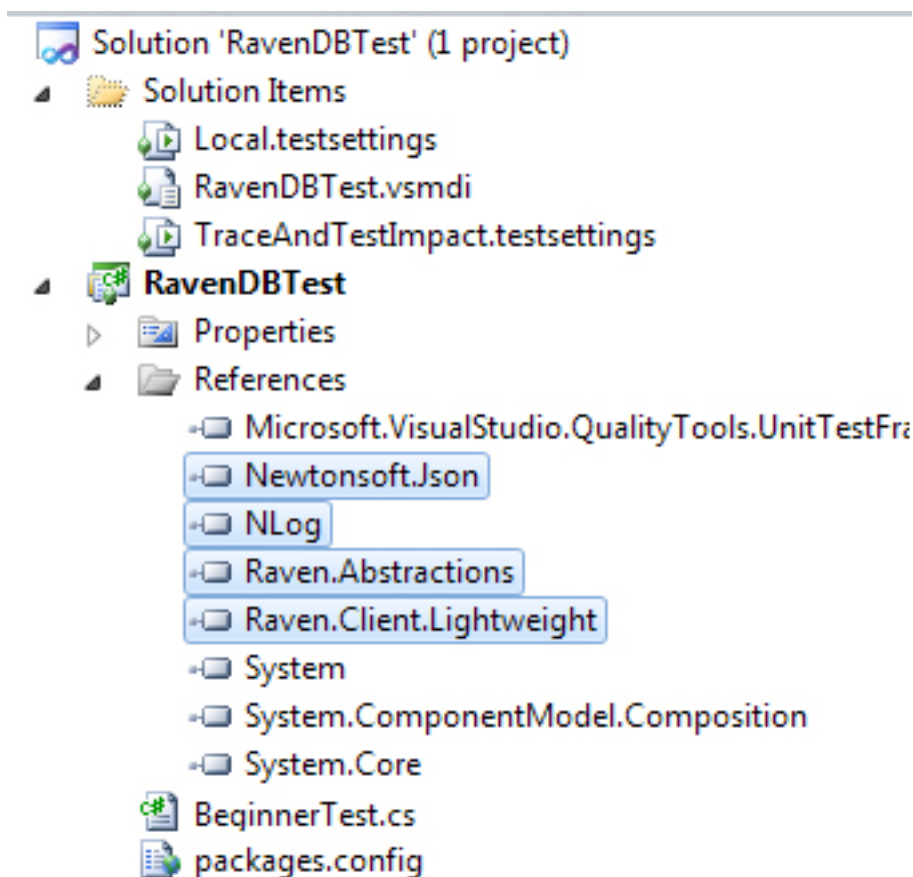 Solution 'RavenDBTest' (1 project)
Solution Items
Local.testsettings
RavenDBTest.vsmdi
TraceAndTestImpact.testsettings
RavenDBTest
Properties
References
Microsoft.VisualStudio.QualityTools.UnitTestFra
Newtonsoft.Json
NLog
Raven.Abstractions
Raven.Client.Lightweight
System
System.ComponentModel.Composition
System.Core
BeginnerTest.cs
packages.config